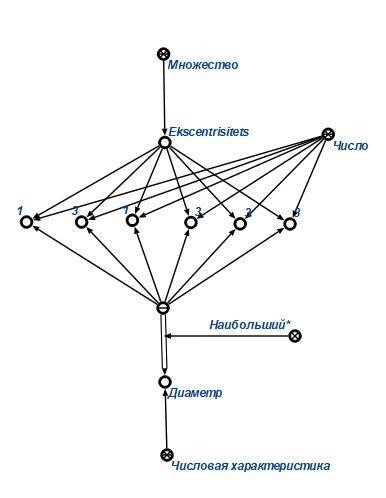 Множество
Ekscentrisitets
Число
1 3 1 3 2 3
Наибольший*
Диаметр
Числовая характеристика